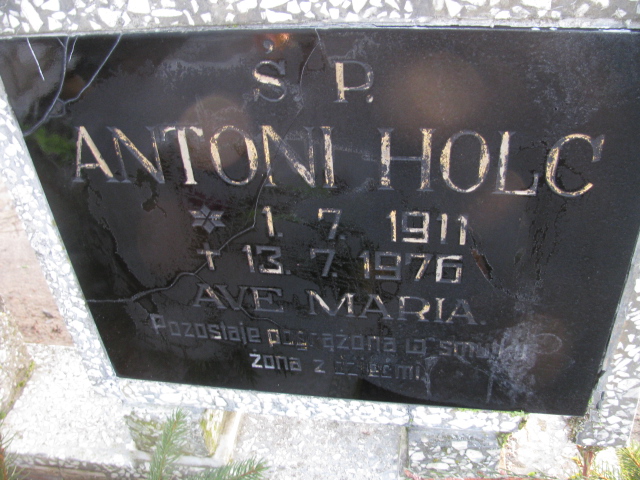 Ś P.
ANTONI HOLC
* 1. 7. 1911
+ 13. 7. 1976
AVE MARIA.
Pozostaje pogrążona w smutku
żona z dziećmi